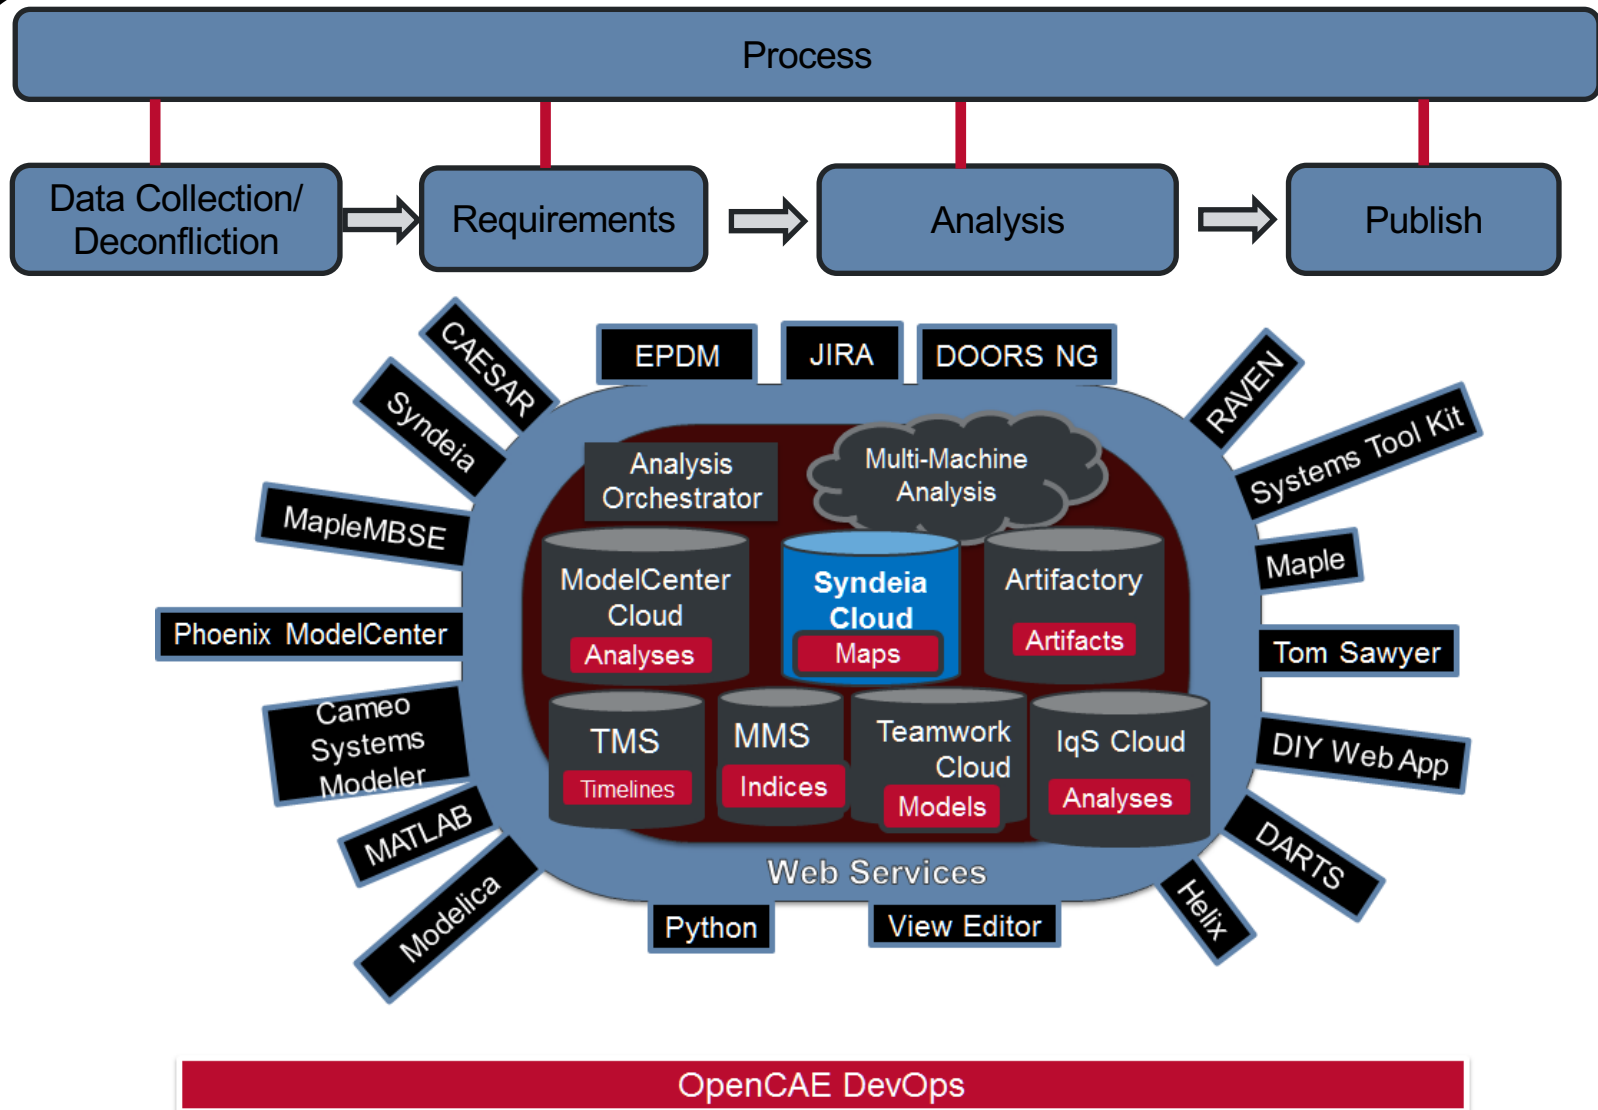 Process
Data Collection/
Deconfliction
Requirements
Analysis
Publish
CAESAR
EPDM
JIRA
DOORS NG
RAVEN
Syndeia
Systems Tool Kit
MapleMBSE
Maple
Phoenix ModelCenter
Tom Sawyer
Cameo
Systems
Modeler
DIY Web App
MATLAB
DARTS
Modelica
Helix
Python
View Editor
Analysis
Orchestrator
Multi-Machine
Analysis
ModelCenter
Cloud
Analyses
Syndeia
Cloud
Maps
Artifactory
Artifacts
TMS
Timelines
MMS
Indices
Teamwork
Cloud
Models
IqS Cloud
Analyses
Web Services
OpenCAE DevOps